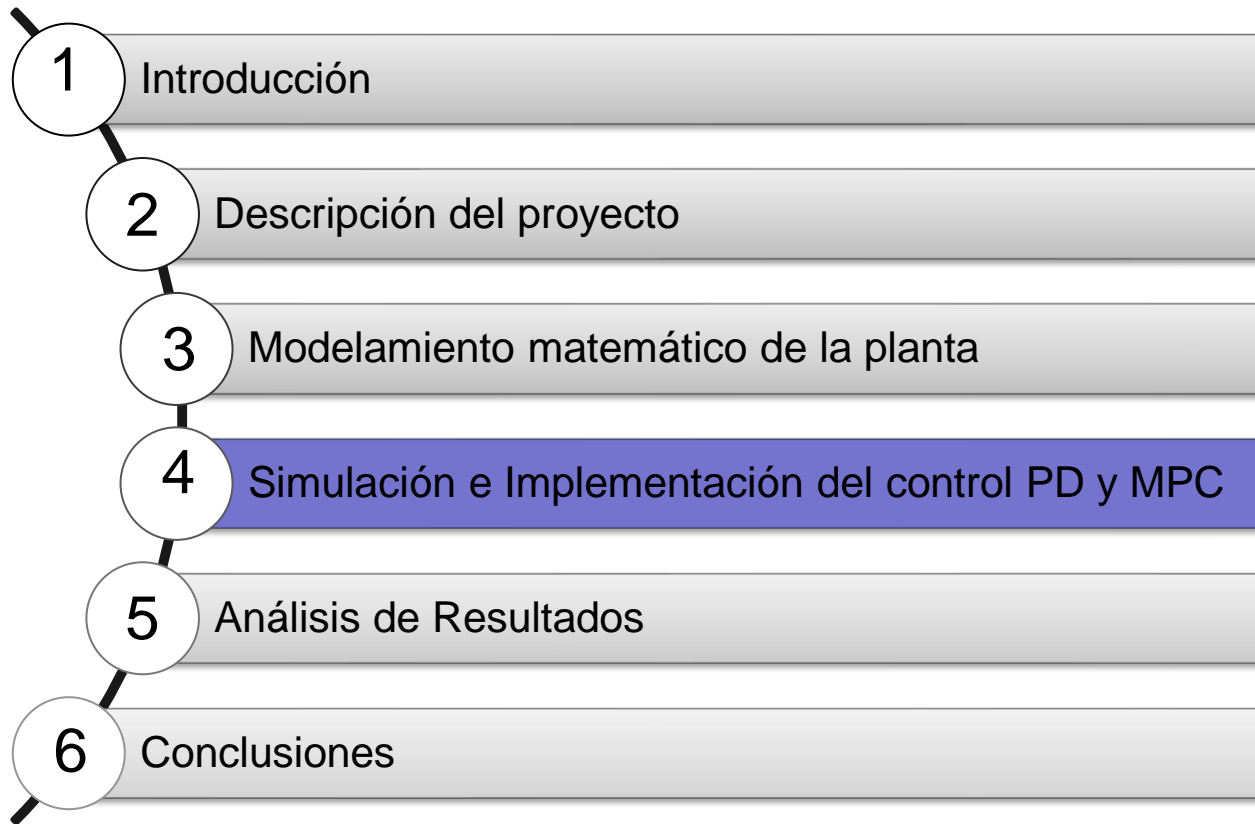 1 Introducción
2 Descripción del proyecto
3 Modelamiento matemático de la planta
4 Simulación e Implementación del control PD y MPC
5 Análisis de Resultados
6 Conclusiones